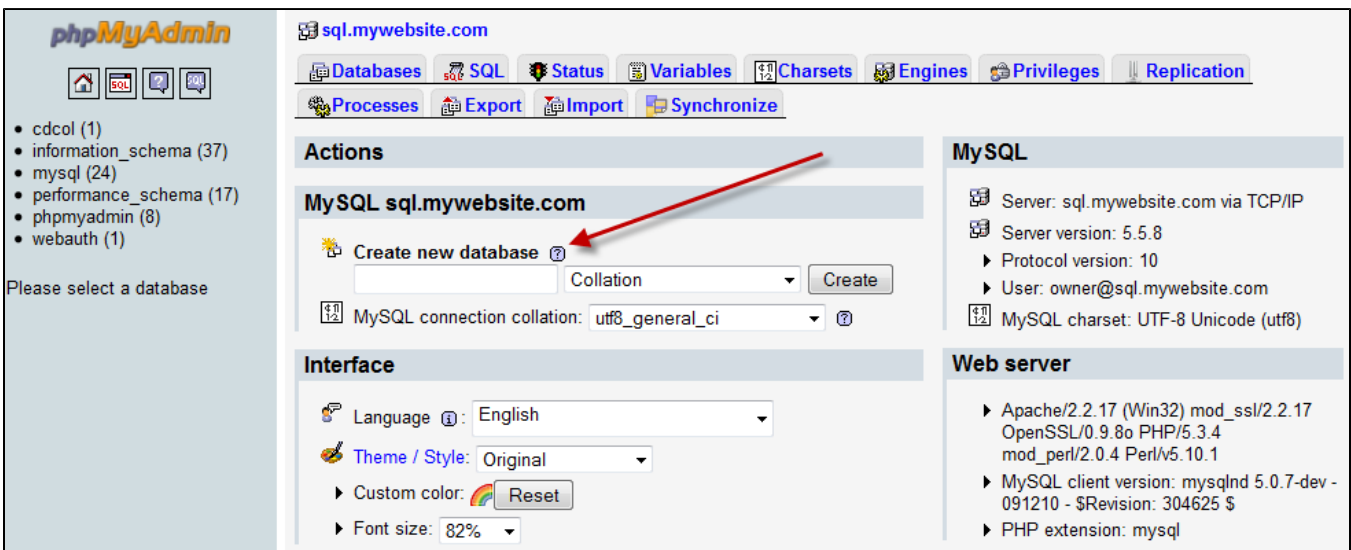 phpMyAdmin
SQL
SQL
cdcol (1)
information_schema (37)
mysql (24)
performance_schema (17)
phpmyadmin (8)
webauth (1)
Please select a database
sql.mywebsite.com
Databases SQL Status Variables Charsets Engines Privileges Replication
Processes Export Import Synchronize
Actions
MySQL sql.mywebsite.com
Create new database
Collation Create
MySQL connection collation: utf8_general_ci
Interface
Language : English
Theme / Style: Original
Custom color: Reset
Font size: 82%
MySQL
Server: sql.mywebsite.com via TCP/IP
Server version: 5.5.8
Protocol version: 10
User: owner@sql.mywebsite.com
MySQL charset: UTF-8 Unicode (utf8)
Web server
Apache/2.2.17 (Win32) mod_ssl/2.2.17
OpenSSL/0.9.8o PHP/5.3.4
mod_perl/2.0.4 Perl/v5.10.1
MySQL client version: mysqlnd 5.0.7-dev -
091210 - $Revision: 304625 $
PHP extension: mysql